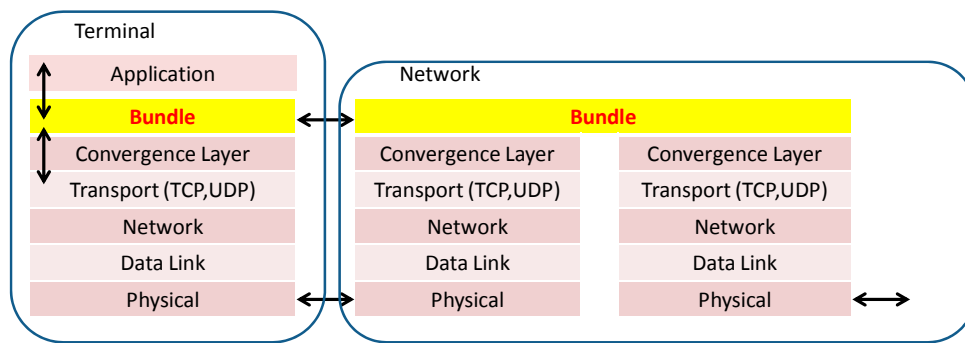 Terminal
Application
Network
Bundle
Bundle
Convergence Layer
Convergence Layer
Convergence Layer
Transport (TCP,UDP)
Transport (TCP,UDP)
Transport (TCP,UDP)
Network
Network
Network
Data Link
Data Link
Data Link
Physical
Physical
Physical